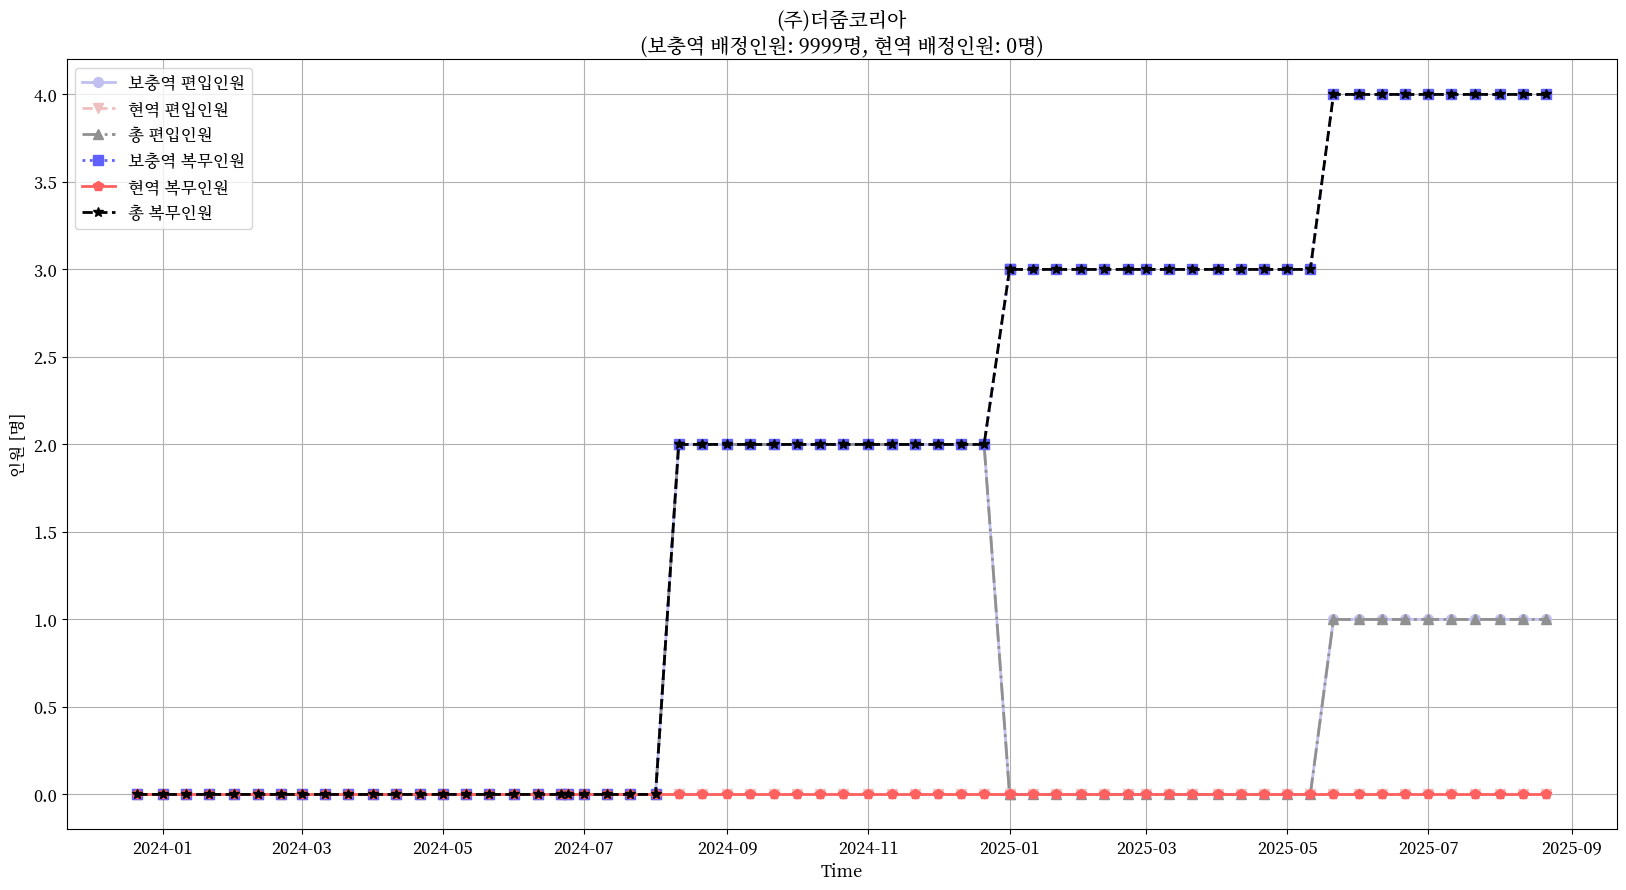 (주)더줌코리아
(보충역 배정인원: 9999명, 현역 배정인원: 0명)
보충역 편입인원
현역 편입인원
총 편입인원
보충역 복무인원
현역 복무인원
총 복무인원
4.0
3.5
3.0
2.5
2.0
1.5
1.0
0.5
0.0
인원 [명]
2024-01
2024-03
2024-05
2024-07
2024-09
2024-11
2025-01
2025-03
2025-05
2025-07
2025-09
Time